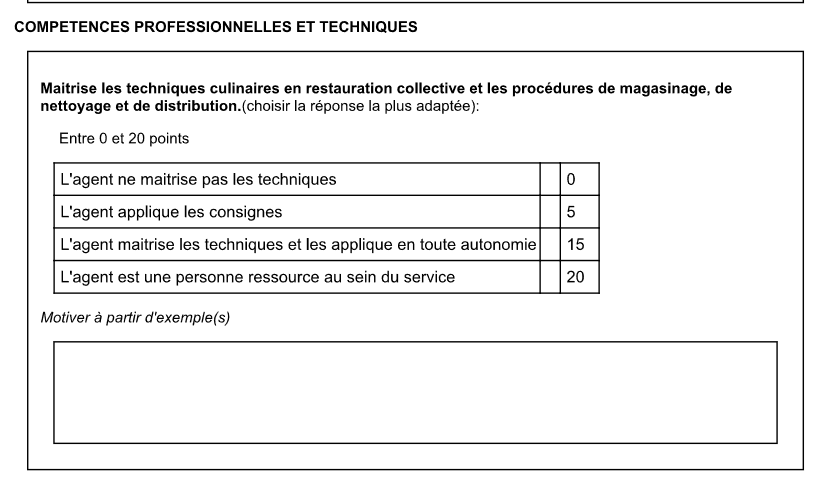 COMPETENCES PROFESSIONNELLES ET TECHNIQUES
Maitrise les techniques culinaires en restauration collective et les procédures de magasinage, de
nettoyage et de distribution.(choisir la réponse la plus adaptée):
Entre 0 et 20 points
L'agent ne maitrise pas les techniques 0
L'agent applique les consignes 5
L'agent maitrise les techniques et les applique en toute autonomie 15
L'agent est une personne ressource au sein du service 20
Motiver à partir d'exemple(s)